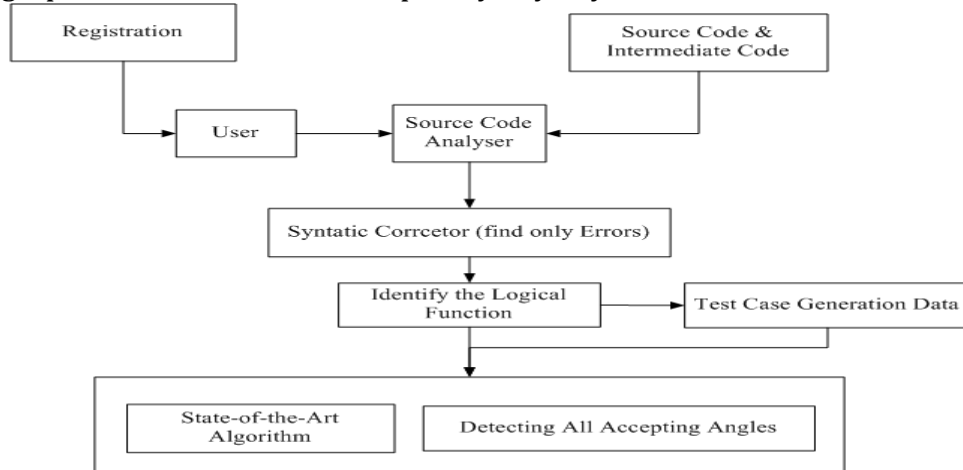 Registration
Source Code &
Intermediate Code
User
Source Code
Analyser
Syntatic Corrcetor (find only Errors)
Identify the Logical
Function
Test Case Generation Data
State-of-the-Art
Algorithm
Detecting All Accepting Angles